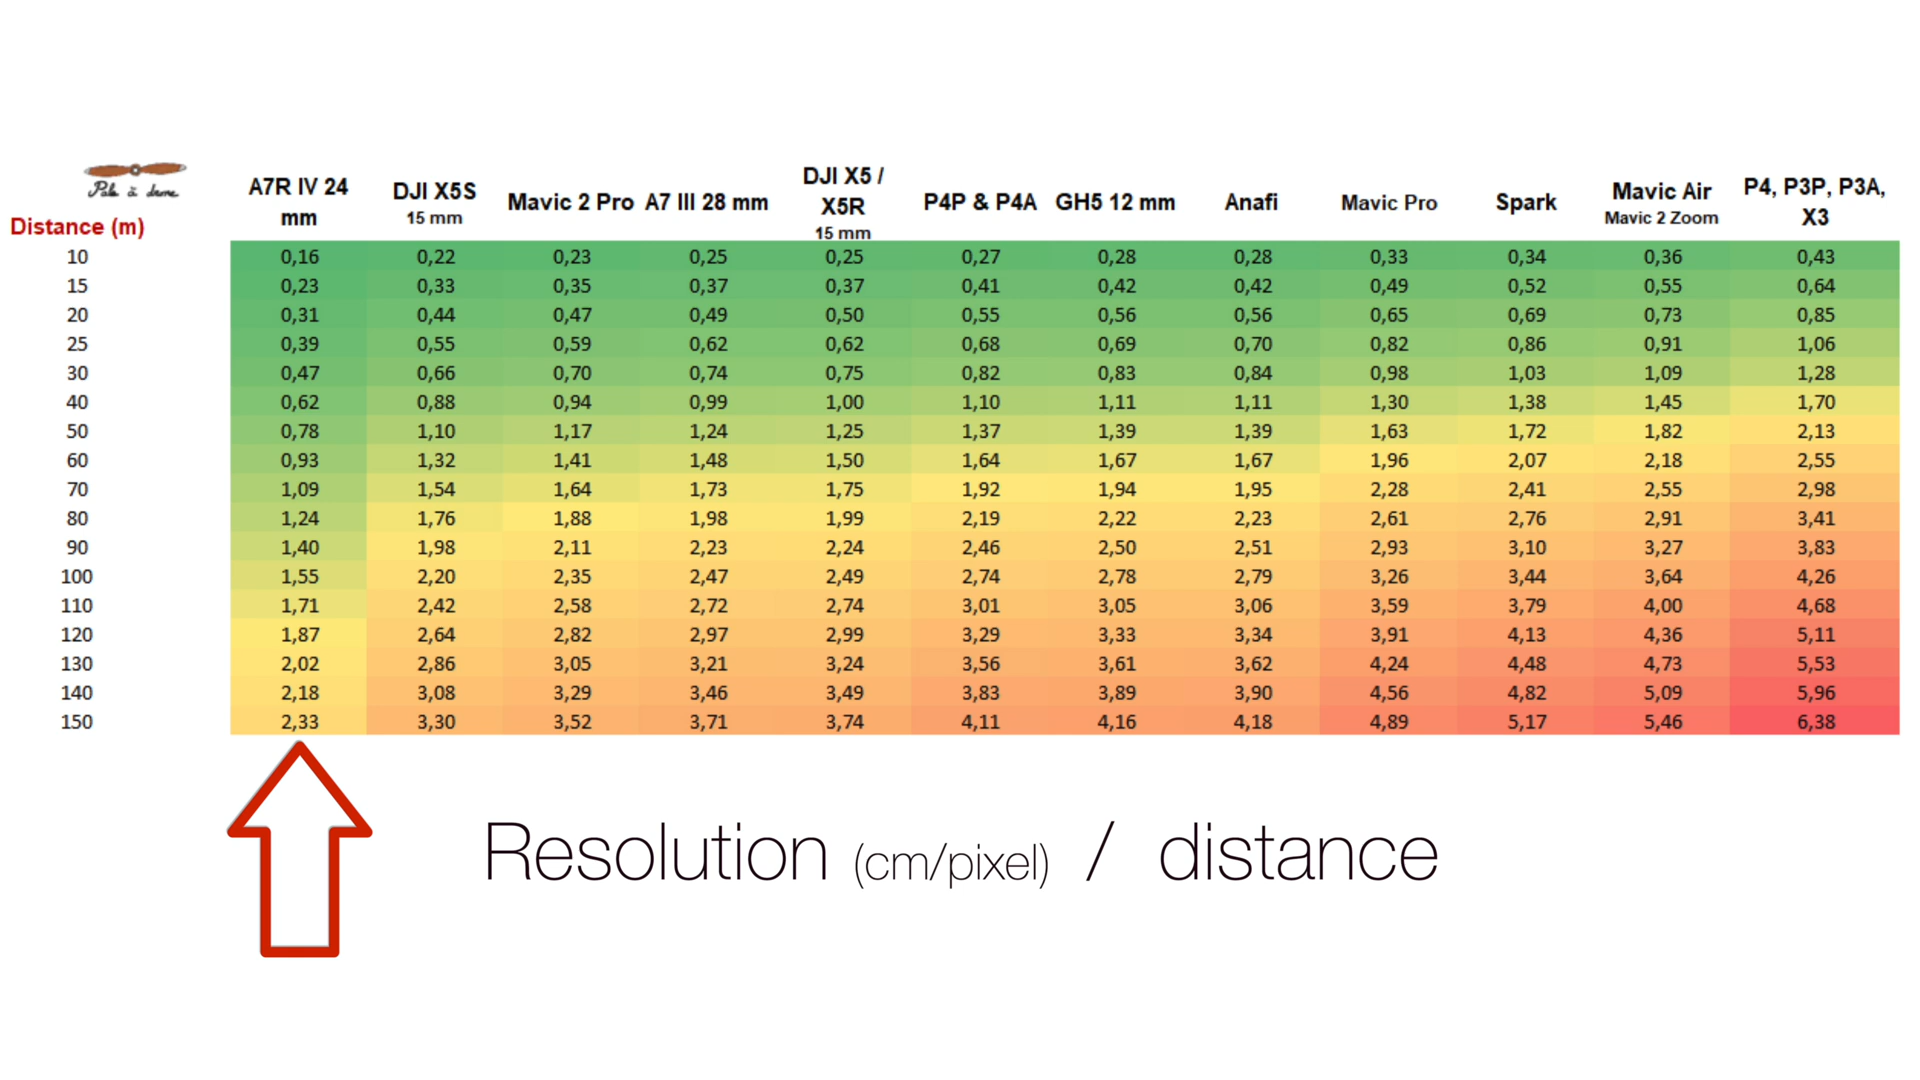 Pale à drone
A7R IV 24 mm
DJI X5S 15 mm
Mavic 2 Pro
A7 III 28 mm
DJI X5 / X5R 15 mm
P4P & P4A
GH5 12 mm
Anafi
Mavic Pro
Spark
Mavic Air Mavic 2 Zoom
P4, P3P, P3A, X3
Distance (m)
10 0,16 0,22 0,23 0,25 0,25 0,27 0,28 0,28 0,33 0,34 0,36 0,43
15 0,23 0,33 0,35 0,37 0,37 0,41 0,42 0,42 0,49 0,52 0,55 0,64
20 0,31 0,44 0,47 0,49 0,50 0,55 0,56 0,56 0,65 0,69 0,73 0,85
25 0,39 0,55 0,59 0,62 0,62 0,68 0,69 0,70 0,82 0,86 0,91 1,06
30 0,47 0,66 0,70 0,74 0,75 0,82 0,83 0,84 0,98 1,03 1,09 1,28
40 0,62 0,88 0,94 0,99 1,00 1,10 1,11 1,11 1,30 1,38 1,45 1,70
50 0,78 1,10 1,17 1,24 1,25 1,37 1,39 1,39 1,63 1,72 1,82 2,13
60 0,93 1,32 1,41 1,48 1,50 1,64 1,67 1,67 1,96 2,07 2,18 2,55
70 1,09 1,54 1,64 1,73 1,75 1,92 1,94 1,95 2,28 2,41 2,55 2,98
80 1,24 1,76 1,88 1,98 1,99 2,19 2,22 2,23 2,61 2,76 2,91 3,41
90 1,40 1,98 2,11 2,23 2,24 2,46 2,50 2,51 2,93 3,10 3,27 3,83
100 1,55 2,20 2,35 2,47 2,49 2,74 2,78 2,79 3,26 3,44 3,64 4,26
110 1,71 2,42 2,58 2,72 2,74 3,01 3,05 3,06 3,59 3,79 4,00 4,68
120 1,87 2,64 2,82 2,97 2,99 3,29 3,33 3,34 3,91 4,13 4,36 5,11
130 2,02 2,86 3,05 3,21 3,24 3,56 3,61 3,62 4,24 4,48 4,73 5,53
140 2,18 3,08 3,29 3,46 3,49 3,83 3,89 3,90 4,56 4,82 5,09 5,96
150 2,33 3,30 3,52 3,71 3,74 4,11 4,16 4,18 4,89 5,17 5,46 6,38
Resolution (cm/pixel) / distance